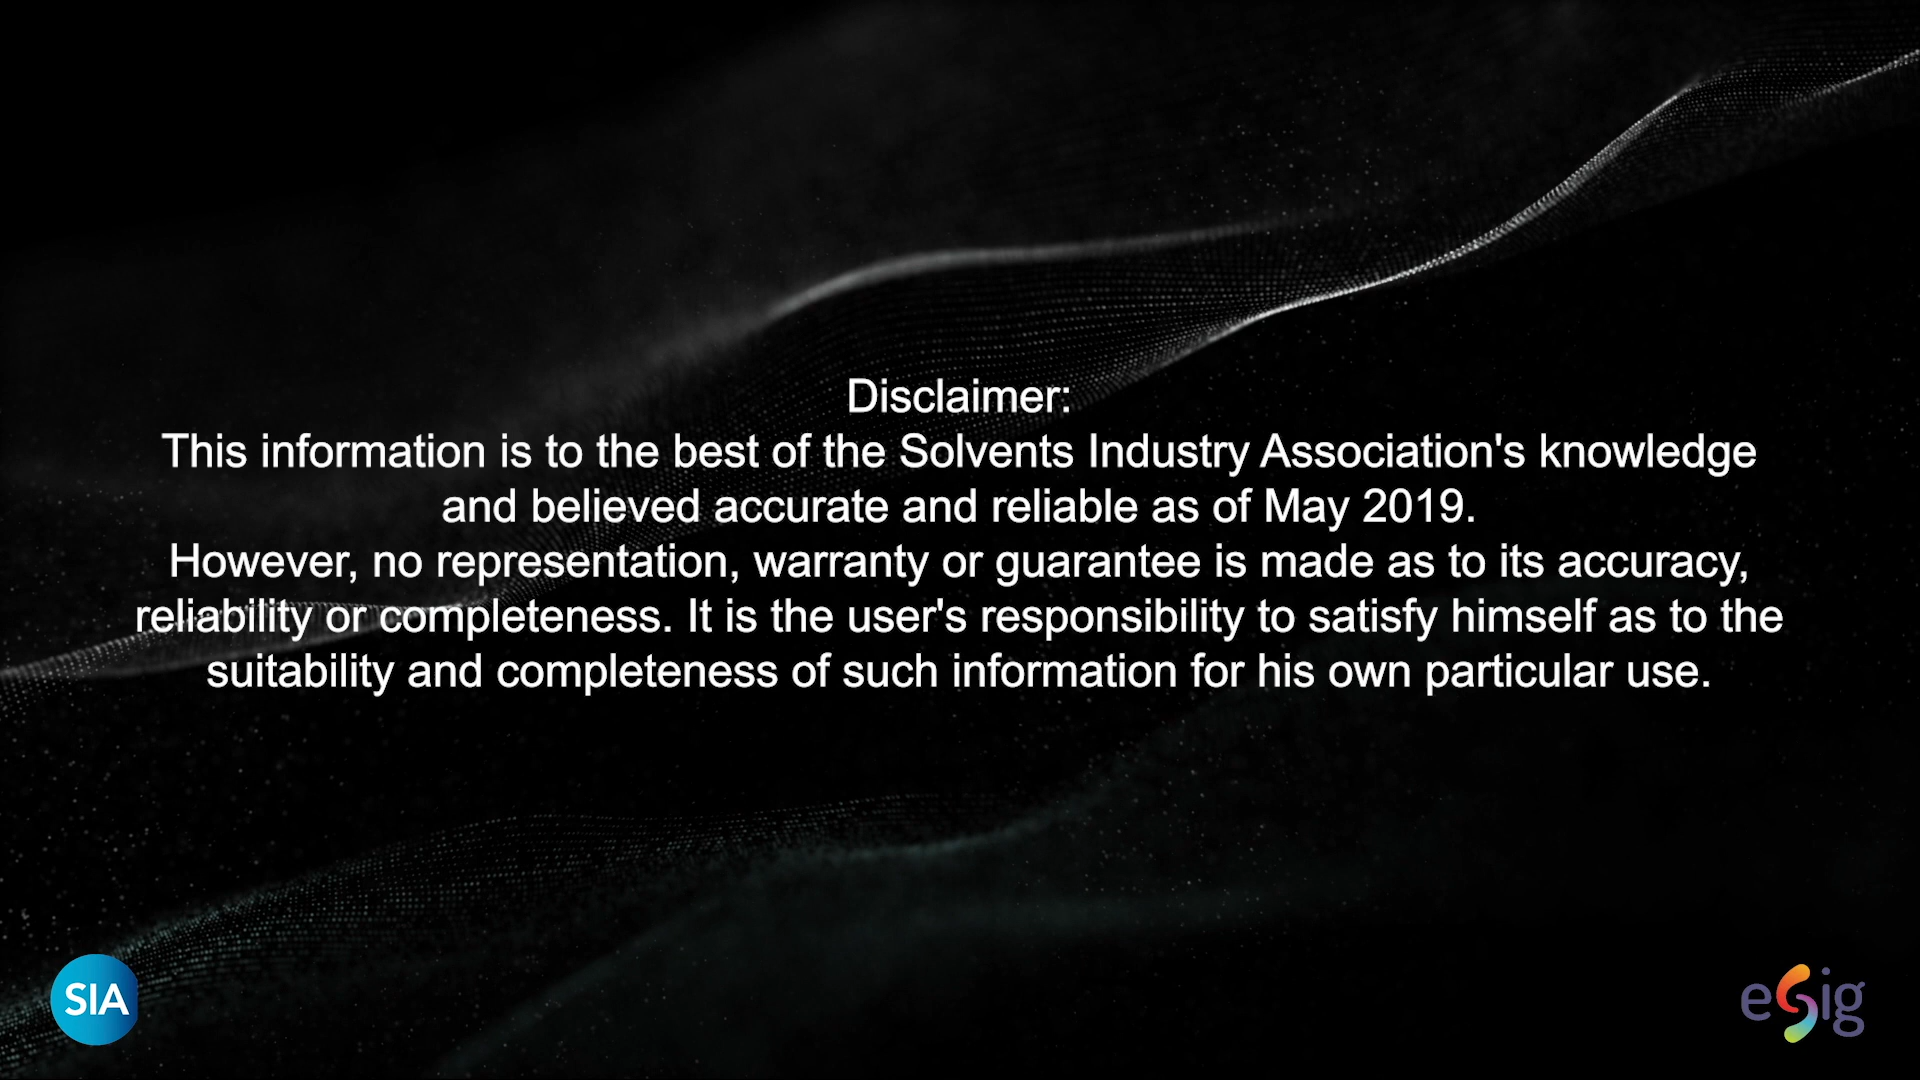 Disclaimer:
This information is to the best of the Solvents Industry Association's knowledge
and believed accurate and reliable as of May 2019.
However, no representation, warranty or guarantee is made as to its accuracy,
reliability or completeness. It is the user's responsibility to satisfy himself as to the
suitability and completeness of such information for his own particular use.
SIA
eSig